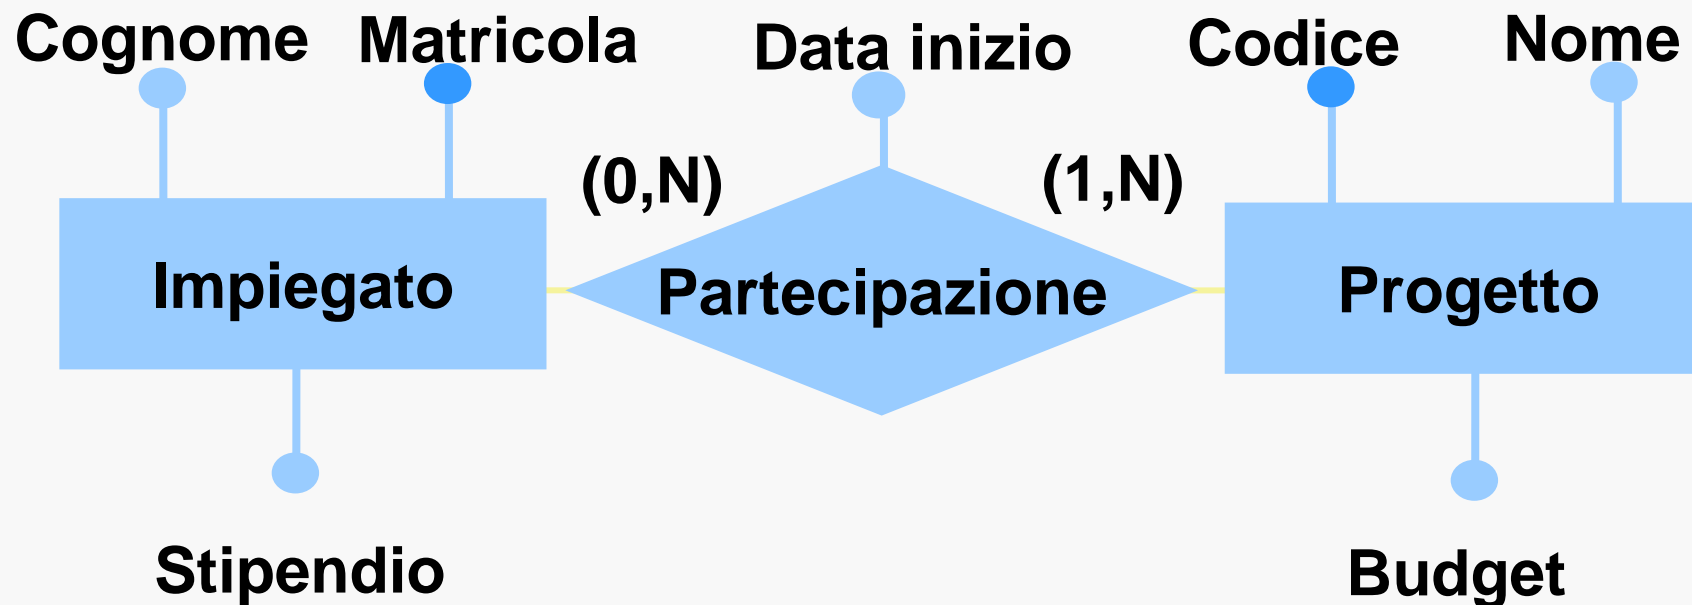 Cognome Matricola Data inizio Codice Nome
(0,N) (1,N)
Impiegato Partecipazione Progetto
Stipendio Budget